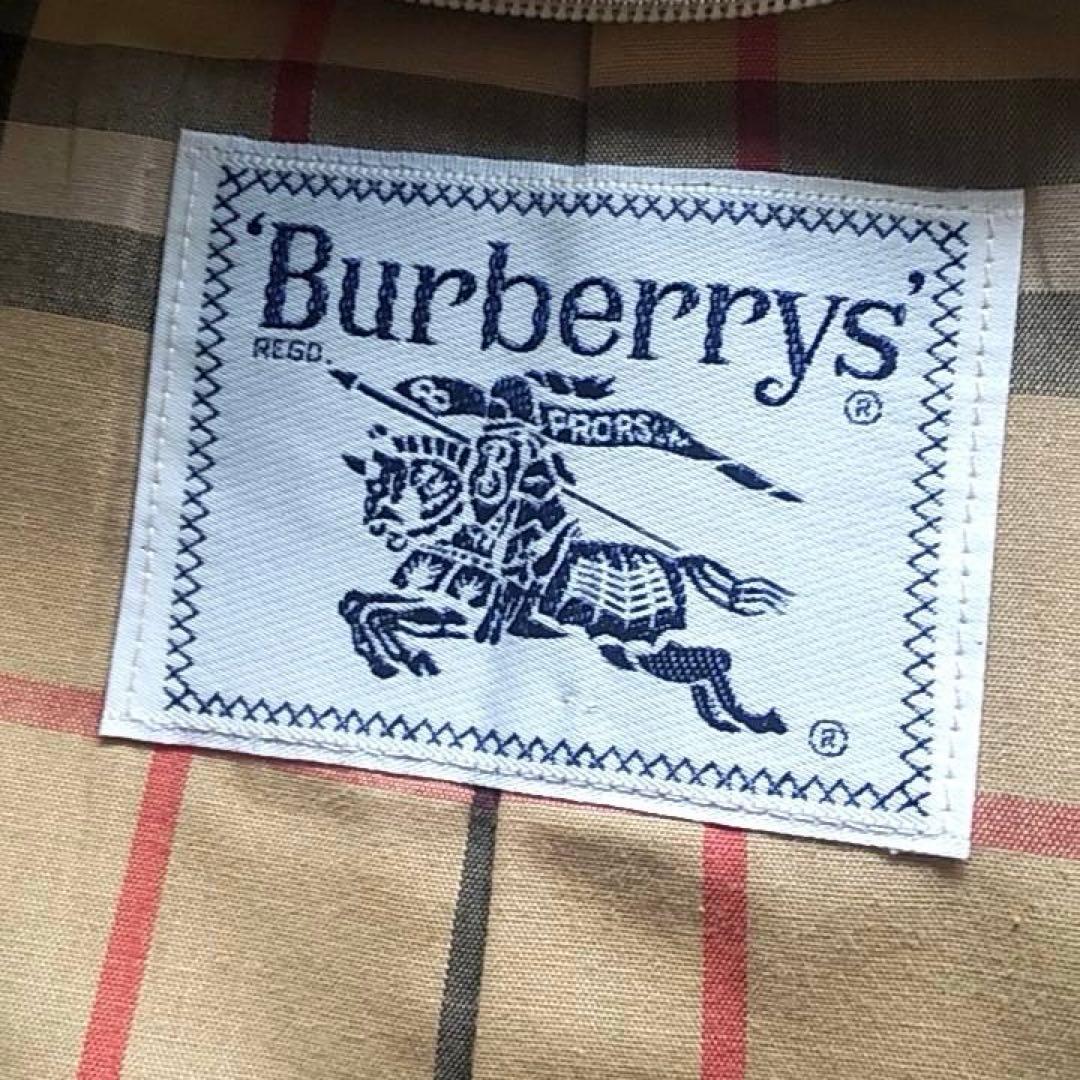 ‘Burberrys’
REGD.
®
B PRORSUM
B
®